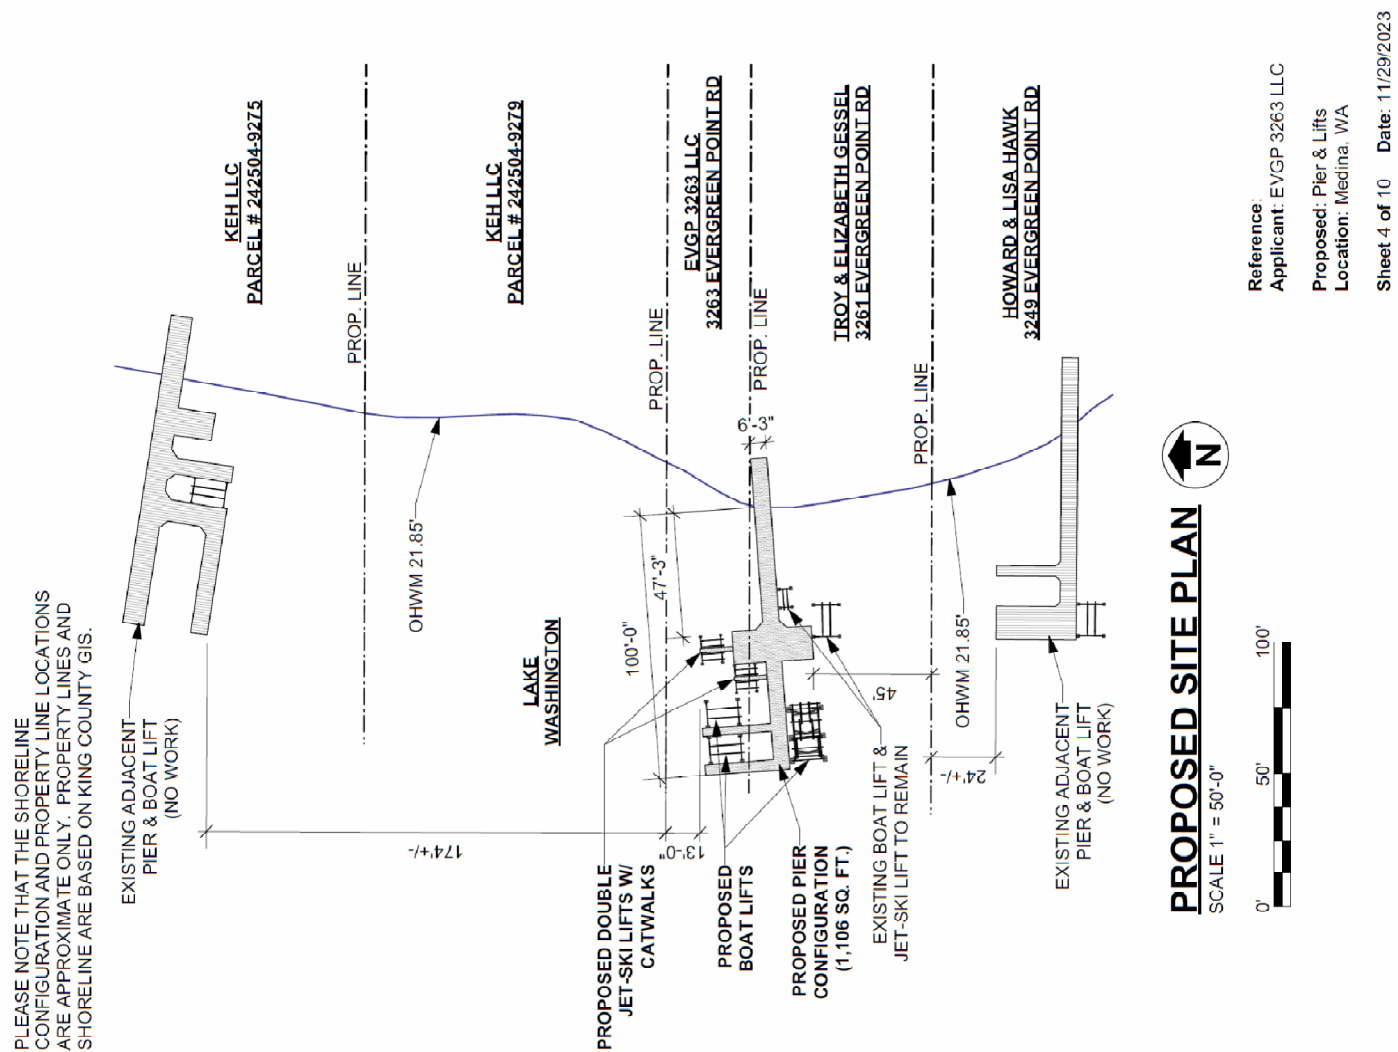 PLEASE NOTE THAT THE SHORELINE
CONFIGURATION AND PROPERTY LINE LOCATIONS
ARE APPROXIMATE ONLY. PROPERTY LINES AND
SHORELINE ARE BASED ON KING COUNTY GIS.
KEH LLC
PARCEL # 242504-9275
PROP. LINE
KEH LLC
PARCEL # 242504-9279
PROP. LINE
EVGP 3263 LLC
3263 EVERGREEN POINT RD
PROP. LINE
TROY & ELIZABETH GESSEL
3261 EVERGREEN POINT RD
PROP. LINE
HOWARD & LISA HAWK
3249 EVERGREEN POINT RD
EXISTING ADJACENT
PIER & BOAT LIFT
(NO WORK)
OHWM 21.85'
LAKE
WASHINGTON
174'+/-
100'-0"
47'-3"
6'-3"
13'-0"
45'
24'+/-
OHWM 21.85'
PROPOSED DOUBLE
JET-SKI LIFTS W/
CATWALKS
PROPOSED
BOAT LIFTS
PROPOSED PIER
CONFIGURATION
(1,106 SQ. FT.)
EXISTING BOAT LIFT &
JET-SKI LIFT TO REMAIN
EXISTING ADJACENT
PIER & BOAT LIFT
(NO WORK)
PROPOSED SITE PLAN
SCALE 1" = 50'-0"
0' 50' 100'
N
Reference:
Applicant: EVGP 3263 LLC
Proposed: Pier & Lifts
Location: Medina, WA
Sheet 4 of 10 Date: 11/29/2023